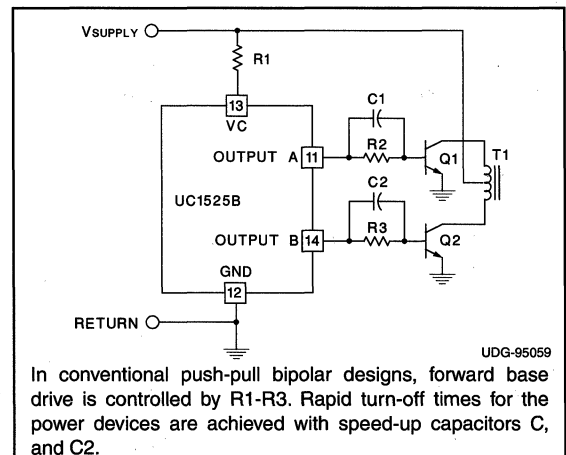 VSUPPLY
R1
13
VC
C1
OUTPUT A 11
R2
Q1
T1
UC1525B
C2
OUTPUT B 14
R3
Q2
GND
12
RETURN
UDG-95059
In conventional push-pull bipolar designs, forward base
drive is controlled by R1-R3. Rapid turn-off times for the
power devices are achieved with speed-up capacitors C,
and C2.